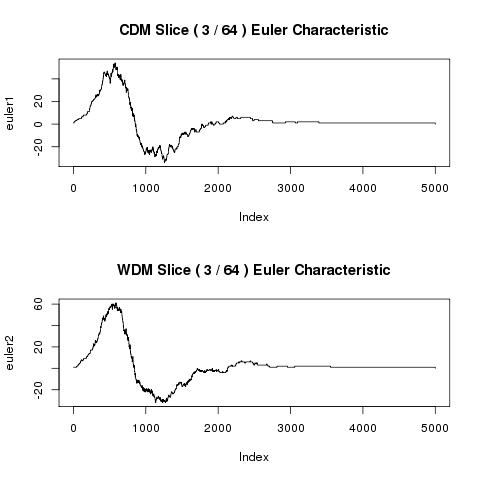 CDM Slice ( 3 / 64 ) Euler Characteristic
euler1
20
0
-20
0 1000 2000 3000 4000 5000
Index
WDM Slice ( 3 / 64 ) Euler Characteristic
euler2
60
20
-20
0 1000 2000 3000 4000 5000
Index